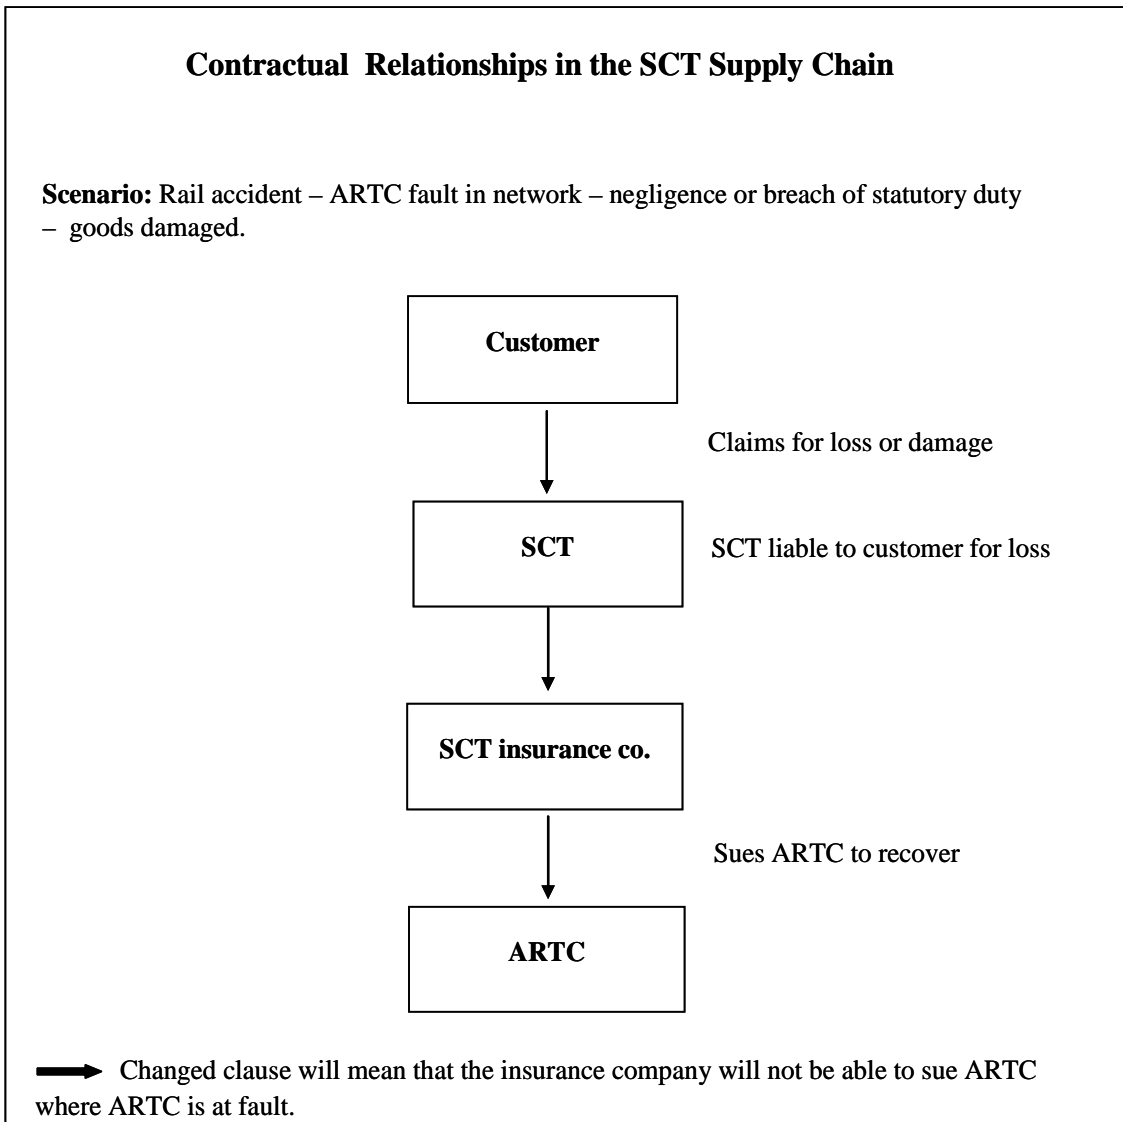 Contractual Relationships in the SCT Supply Chain
Scenario: Rail accident – ARTC fault in network – negligence or breach of statutory duty
– goods damaged.
Customer
Claims for loss or damage
SCT
SCT liable to customer for loss
SCT insurance co.
Sues ARTC to recover
ARTC
Changed clause will mean that the insurance company will not be able to sue ARTC
where ARTC is at fault.